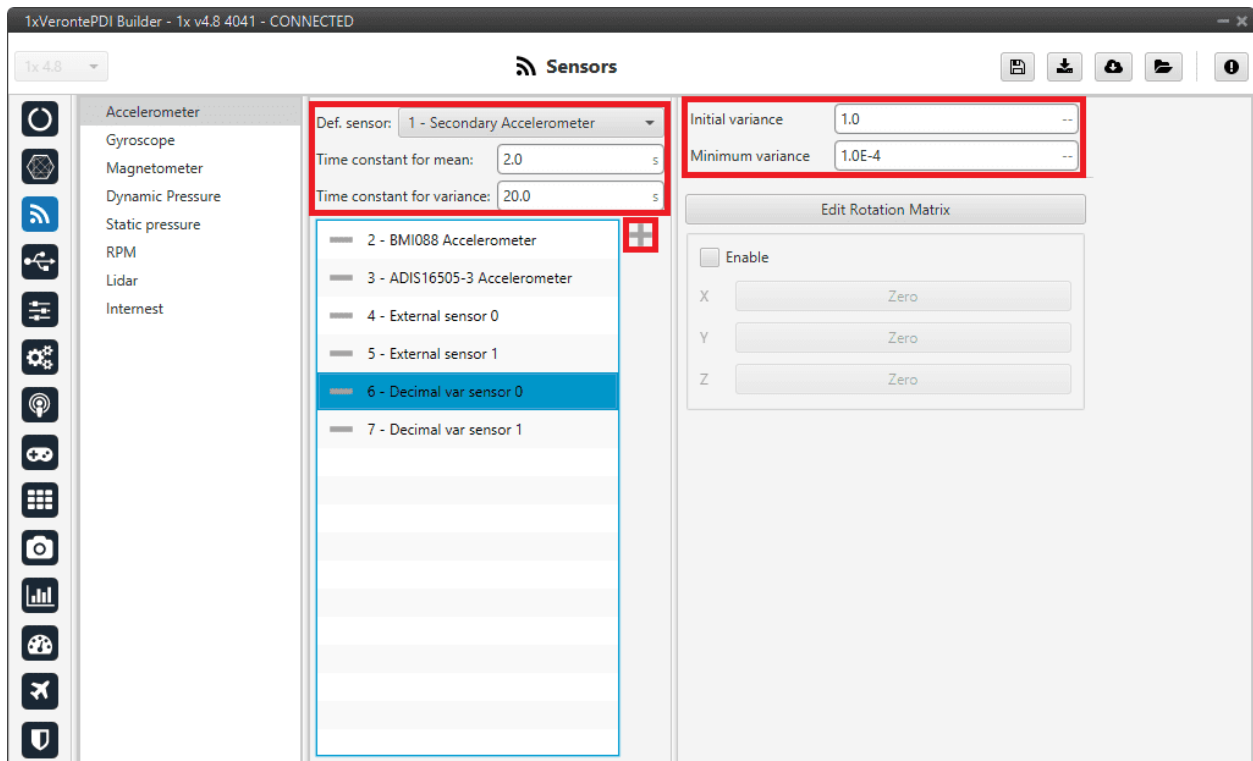 1xVerontePDI Builder - 1x v4.8 4041 - CONNECTED
1x 4.8
Sensors
Accelerometer
Gyroscope
Magnetometer
Dynamic Pressure
Static pressure
RPM
Lidar
Internest
Def. sensor: 1 - Secondary Accelerometer
Time constant for mean: 2.0 s
Time constant for variance: 20.0 s
2 - BMI088 Accelerometer
3 - ADIS16505-3 Accelerometer
4 - External sensor 0
5 - External sensor 1
6 - Decimal var sensor 0
7 - Decimal var sensor 1
Initial variance 1.0 --
Minimum variance 1.0E-4 --
Edit Rotation Matrix
Enable
X Zero
Y Zero
Z Zero